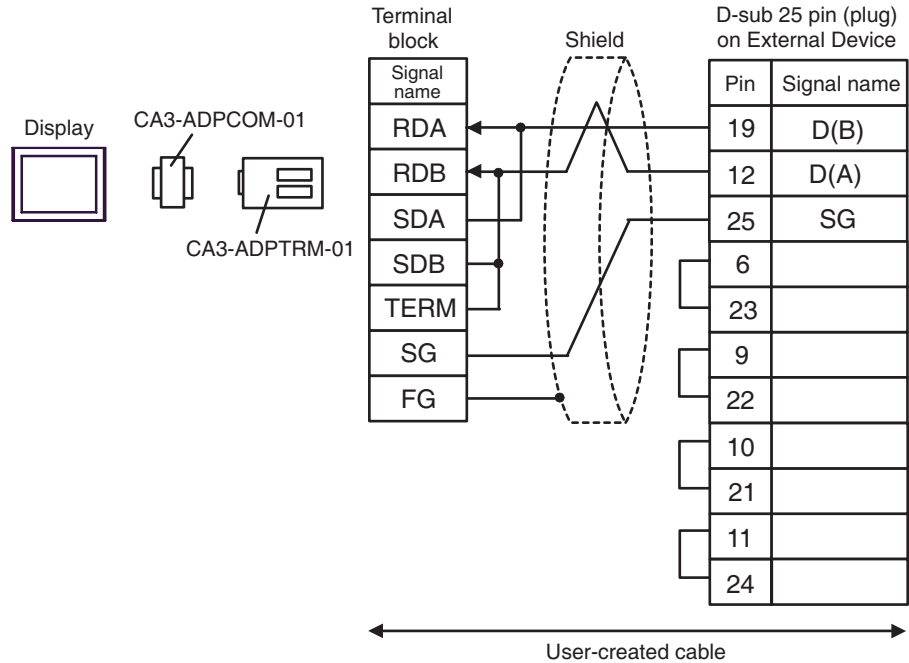 Terminal
block
Shield
D-sub 25 pin (plug)
on External Device
Display
CA3-ADPCOM-01
CA3-ADPTRM-01
Signal
name
RDA
RDB
SDA
SDB
TERM
SG
FG
Pin Signal name
19 D(B)
12 D(A)
25 SG
6
23
9
22
10
21
11
24
User-created cable